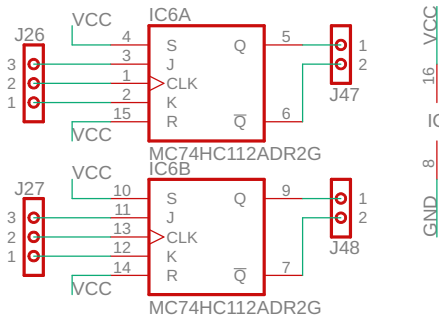 VCC
IC6A
J26
4 S Q 5 1
3 3 J 2
2 1 CLK
1 2 K J47
15 R Q 6
VCC
MC74HC112ADR2G
VCC
IC6B
J27
10 S Q 9 1
3 11 J 2
2 13 CLK
1 12 K J48
14 R Q 7
VCC
MC74HC112ADR2G
VCC
16
IC
8
GND